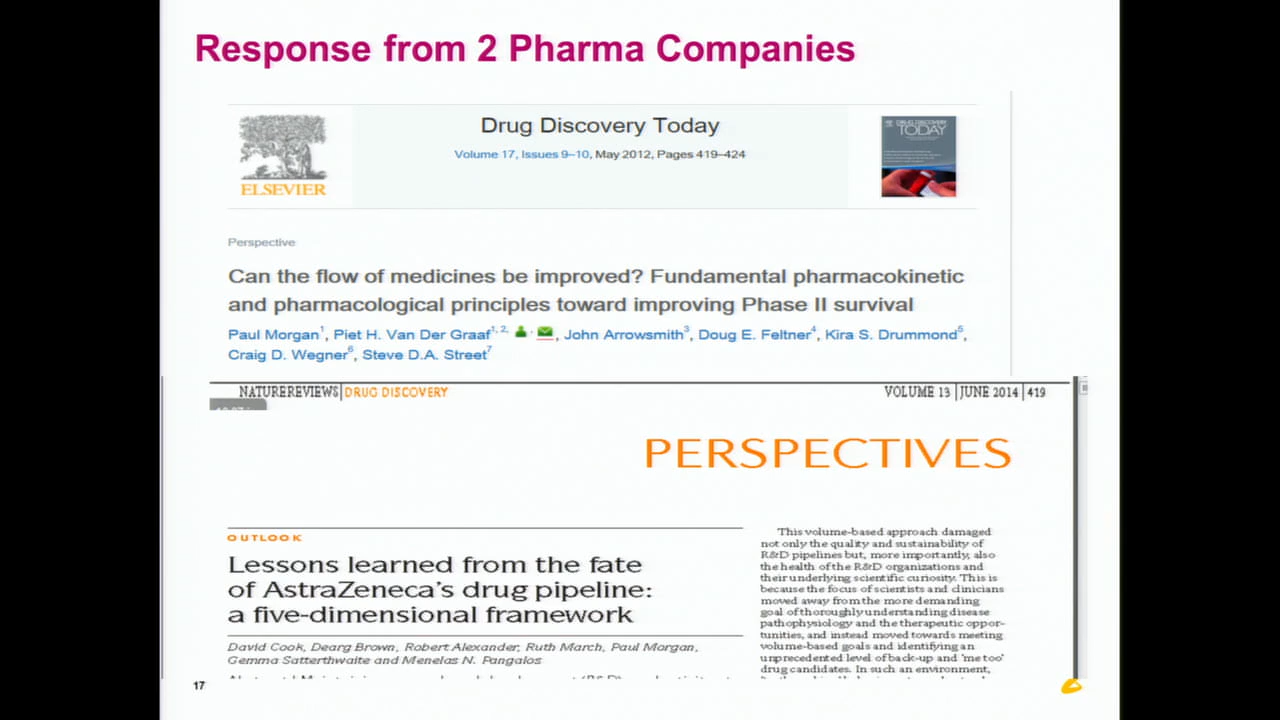 Response from 2 Pharma Companies
ELSEVIER
Drug Discovery Today
Volume 17, Issues 9–10, May 2012, Pages 419–424
DRUG DISCOVERY
TODAY
Perspective
Can the flow of medicines be improved? Fundamental pharmacokinetic
and pharmacological principles toward improving Phase II survival
Paul Morgan1, Piet H. Van Der Graaf1, 2, , John Arrowsmith3, Doug E. Feltner4, Kira S. Drummond5,
Craig D. Wegner6, Steve D.A. Street7
NATURE REVIEWS | DRUG DISCOVERY
VOLUME 13 | JUNE 2014 | 419
PERSPECTIVES
OUTLOOK
Lessons learned from the fate
of AstraZeneca's drug pipeline:
a five-dimensional framework
David Cook, Dearg Brown, Robert Alexander, Ruth March, Paul Morgan,
Gemma Satterthwaite and Menelas N. Pangalos
This volume-based approach damaged
not only the quality and sustainability of
R&D pipelines but, more importantly, also
the health of the R&D organizations and
their underlying scientific curiosity. This is
because the focus of scientists and clinicians
moved away from the more demanding
goal of thoroughly understanding disease
pathophysiology and the therapeutic oppor-
tunities, and instead moved towards meeting
volume-based goals and identifying an
unprecedented level of back-up and 'me too'
drug candidates. In such an environment,
17